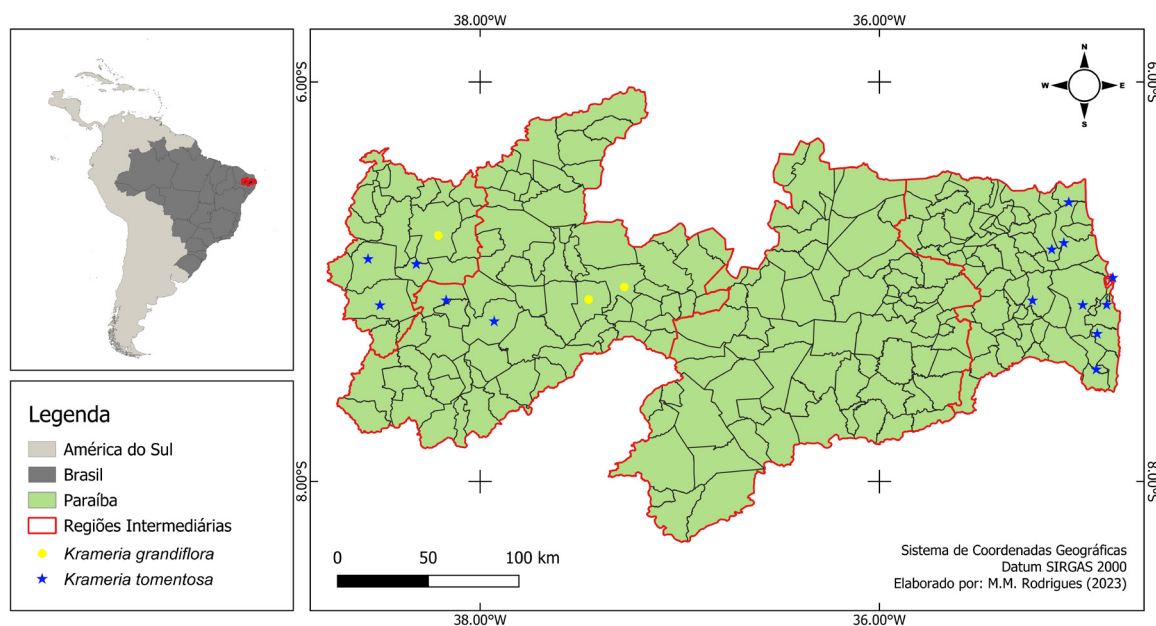 38.00°W 36.00°W
6.00°S 6.00°S
N
W E
S
8.00°S 8.00°S
Legenda
América do Sul
Brasil
Paraíba
Regiões Intermediárias
Krameria grandiflora
Krameria tomentosa
0 50 100 km
Sistema de Coordenadas Geográficas
Datum SIRGAS 2000
Elaborado por: M.M. Rodrigues (2023)
38.00°W 36.00°W